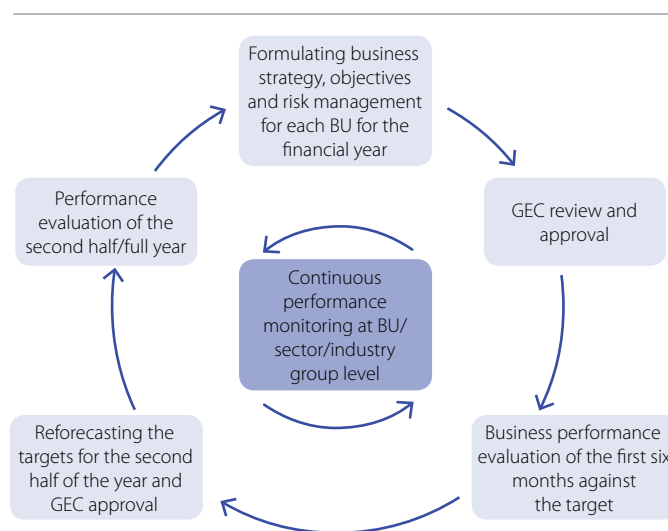 Formulating business
strategy, objectives
and risk management
for each BU for the
financial year
GEC review and
approval
Business performance
evaluation of the first six
months against
the target
Reforecasting the
targets for the second
half of the year and
GEC approval
Performance
evaluation of the
second half/full year
Continuous
performance
monitoring at BU/
sector/industry
group level